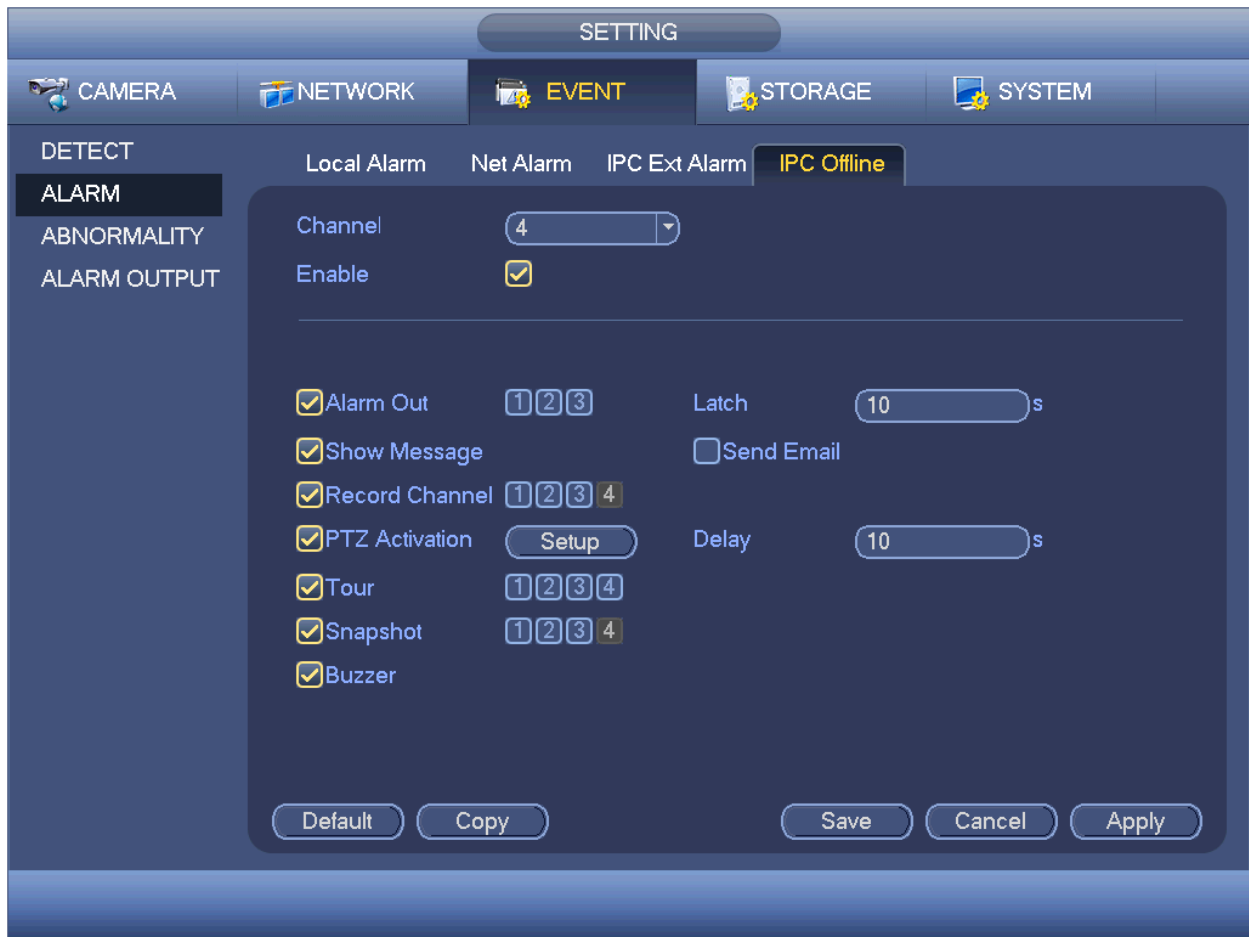 SETTING
CAMERA NETWORK EVENT STORAGE SYSTEM
DETECT
ALARM
ABNORMALITY
ALARM OUTPUT
Local Alarm Net Alarm IPC Ext Alarm IPC Offline
Channel 4
Enable
Alarm Out 1 2 3 Latch 10 s
Show Message Send Email
Record Channel 1 2 3 4
PTZ Activation Setup Delay 10 s
Tour 1 2 3 4
Snapshot 1 2 3 4
Buzzer
Default Copy Save Cancel Apply